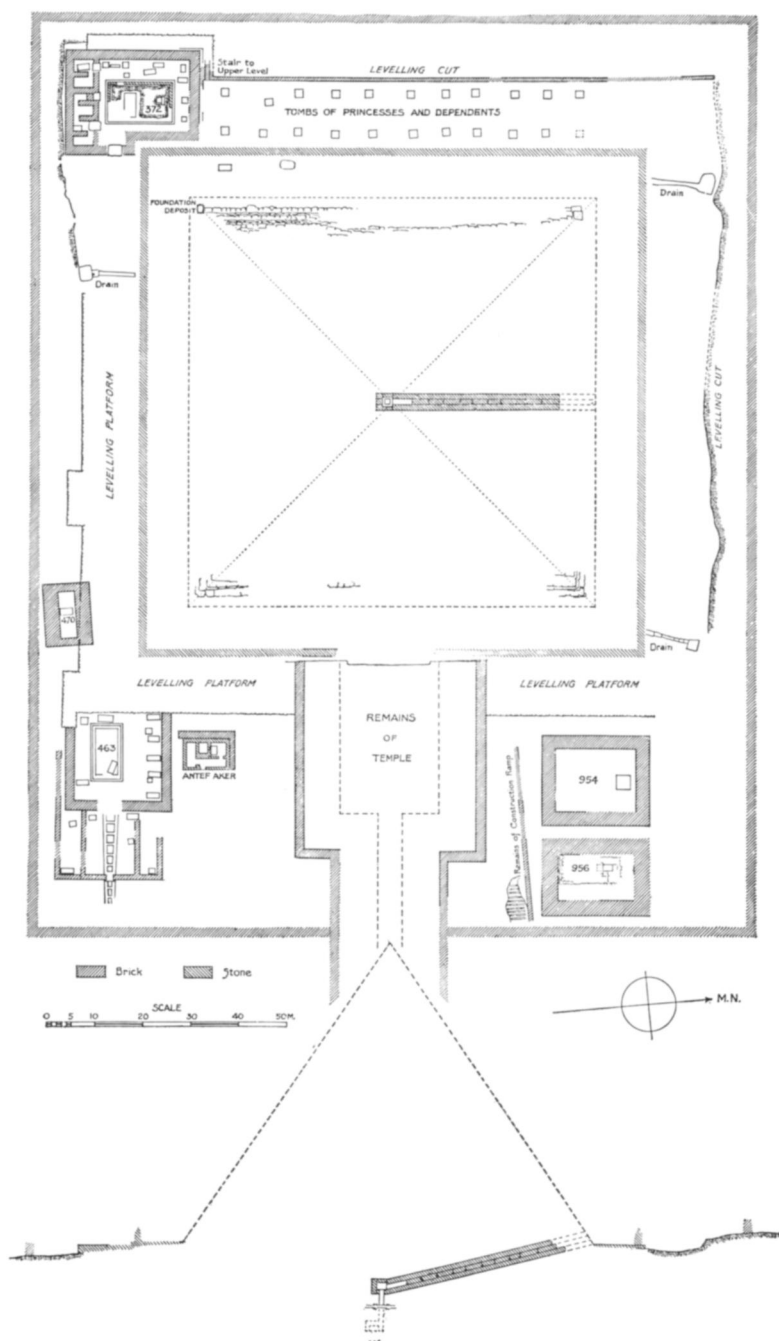 Stair to
Upper Level
LEVELLING CUT
572
TOMBS OF PRINCESSES AND DEPENDENTS
FOUNDATION
DEPOSIT
Drain
Drain
LEVELLING PLATFORM
LEVELLING CUT
470
Drain
LEVELLING PLATFORM
LEVELLING PLATFORM
REMAINS
OF
TEMPLE
463
ANTEF AKER
Remains of Construction Ramp
954
956
Brick
Stone
SCALE
0 5 10 20 30 40 50M.
M.N.